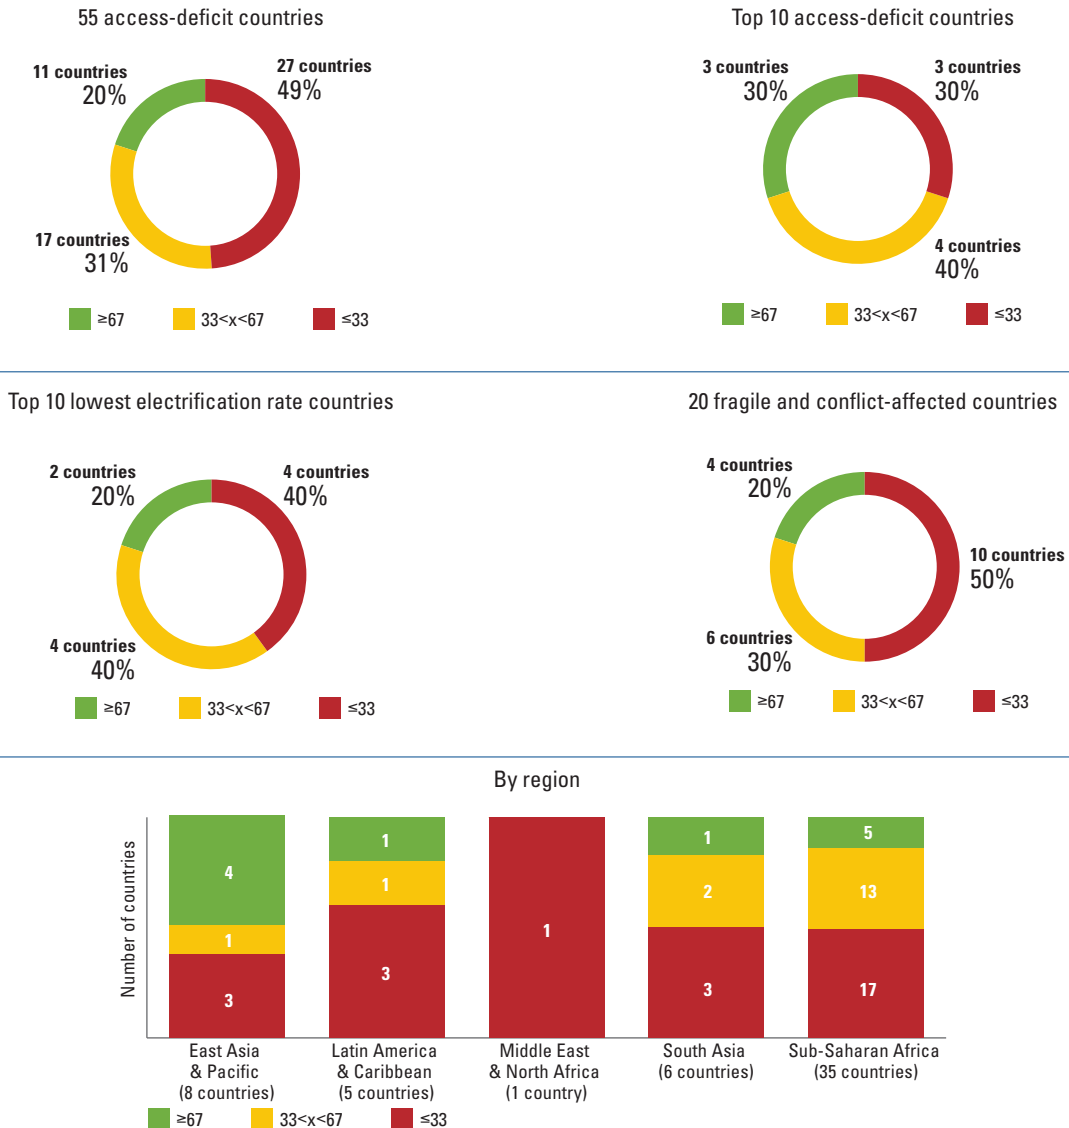 55 access-deficit countries
11 countries
20%
27 countries
49%
17 countries
31%
≥67
33<x<67
≤33
Top 10 access-deficit countries
3 countries
30%
3 countries
30%
4 countries
40%
≥67
33<x<67
≤33
Top 10 lowest electrification rate countries
2 countries
20%
4 countries
40%
4 countries
40%
≥67
33<x<67
≤33
20 fragile and conflict-affected countries
4 countries
20%
10 countries
50%
6 countries
30%
≥67
33<x<67
≤33
By region
Number of countries
4
1
3
1
1
3
1
1
2
3
5
13
17
East Asia
& Pacific
(8 countries)
Latin America
& Caribbean
(5 countries)
Middle East
& North Africa
(1 country)
South Asia
(6 countries)
Sub-Saharan Africa
(35 countries)
≥67
33<x<67
≤33